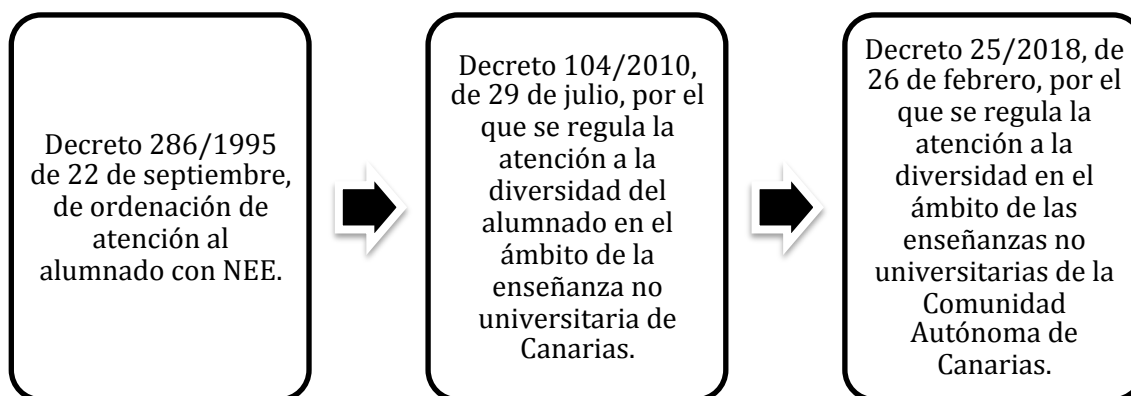 Decreto 286/1995
de 22 de septiembre,
de ordenación de
atención al
alumnado con NEE.
Decreto 104/2010,
de 29 de julio, por el
que se regula la
atención a la
diversidad del
alumnado en el
ámbito de la
enseñanza no
universitaria de
Canarias.
Decreto 25/2018, de
26 de febrero, por el
que se regula la
atención a la
diversidad en el
ámbito de las
enseñanzas no
universitarias de la
Comunidad
Autónoma de
Canarias.